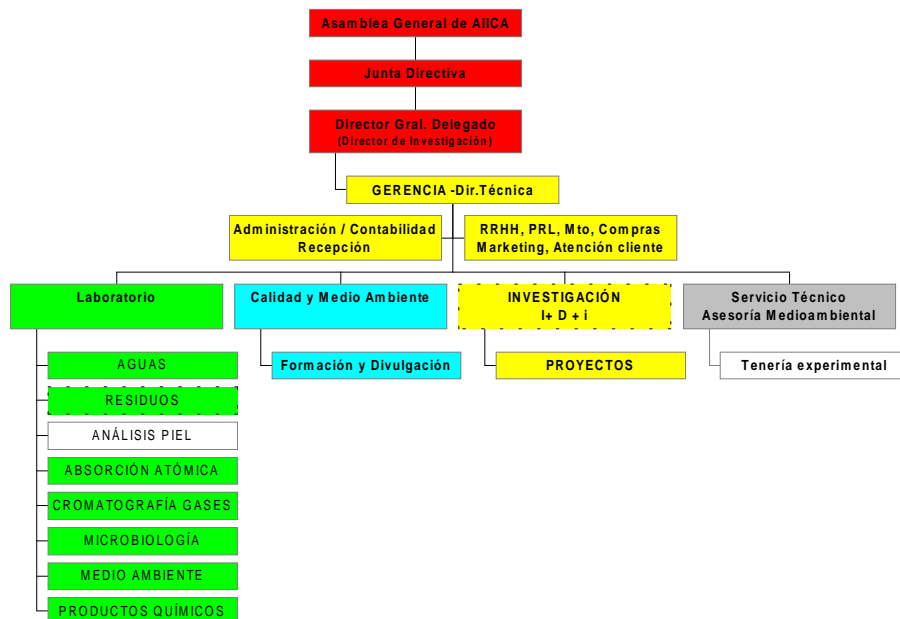 Asamblea General de AIICA
Junta Directiva
Director Gral. Delegado
(Director de Investigación)
GERENCIA -Dir.Técnica
Administración / Contabilidad
Recepción
RRHH, PRL, Mto, Compras
Marketing, Atención cliente
Laboratorio
Calidad y Medio Ambiente
INVESTIGACIÓN
I+ D + i
Servicio Técnico
Asesoría Medioambiental
AGUAS
Formación y Divulgación
PROYECTOS
Tenería experimental
RESIDUOS
ANÁLISIS PIEL
ABSORCIÓN ATÓMICA
CROMATOGRAFÍA GASES
MICROBIOLOGÍA
MEDIO AMBIENTE
PRODUCTOS QUÍMICOS